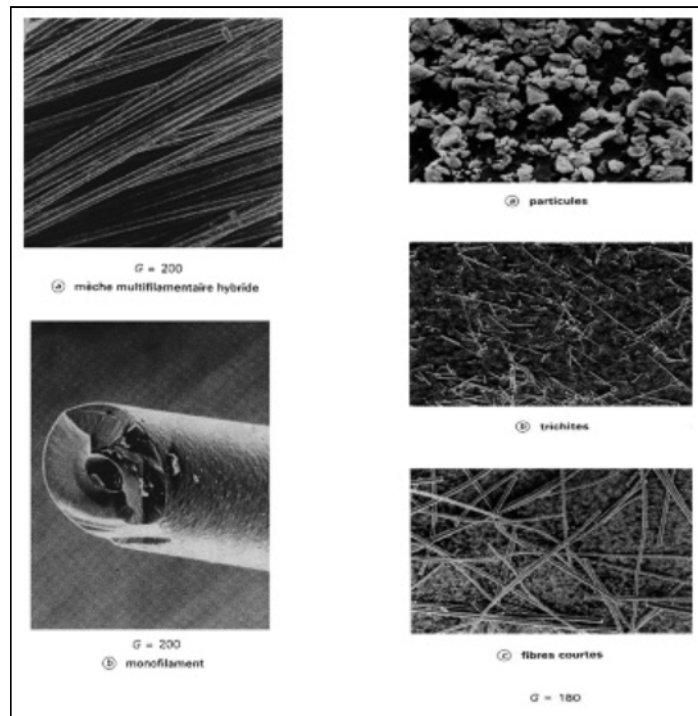 G = 200
ⓐ mèche multifilamentaire hybride
G = 200
ⓑ monofilament
ⓐ particules
ⓑ trichites
ⓒ fibres courtes
G = 180